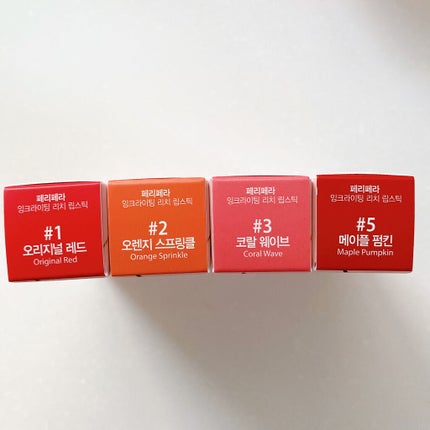 페리페라
잉크라이팅 리치 립스틱
#1
오리지널 레드
Original Red
페리페라
잉크라이팅 리치 립스틱
#2
오렌지 스프링클
Orange Sprinkle
페리페라
잉크라이팅 리치 립스틱
#3
코랄 웨이브
Coral Wave
페리페라
잉크라이팅 리치 립스틱
#5
메이플 펌킨
Maple Pumpkin